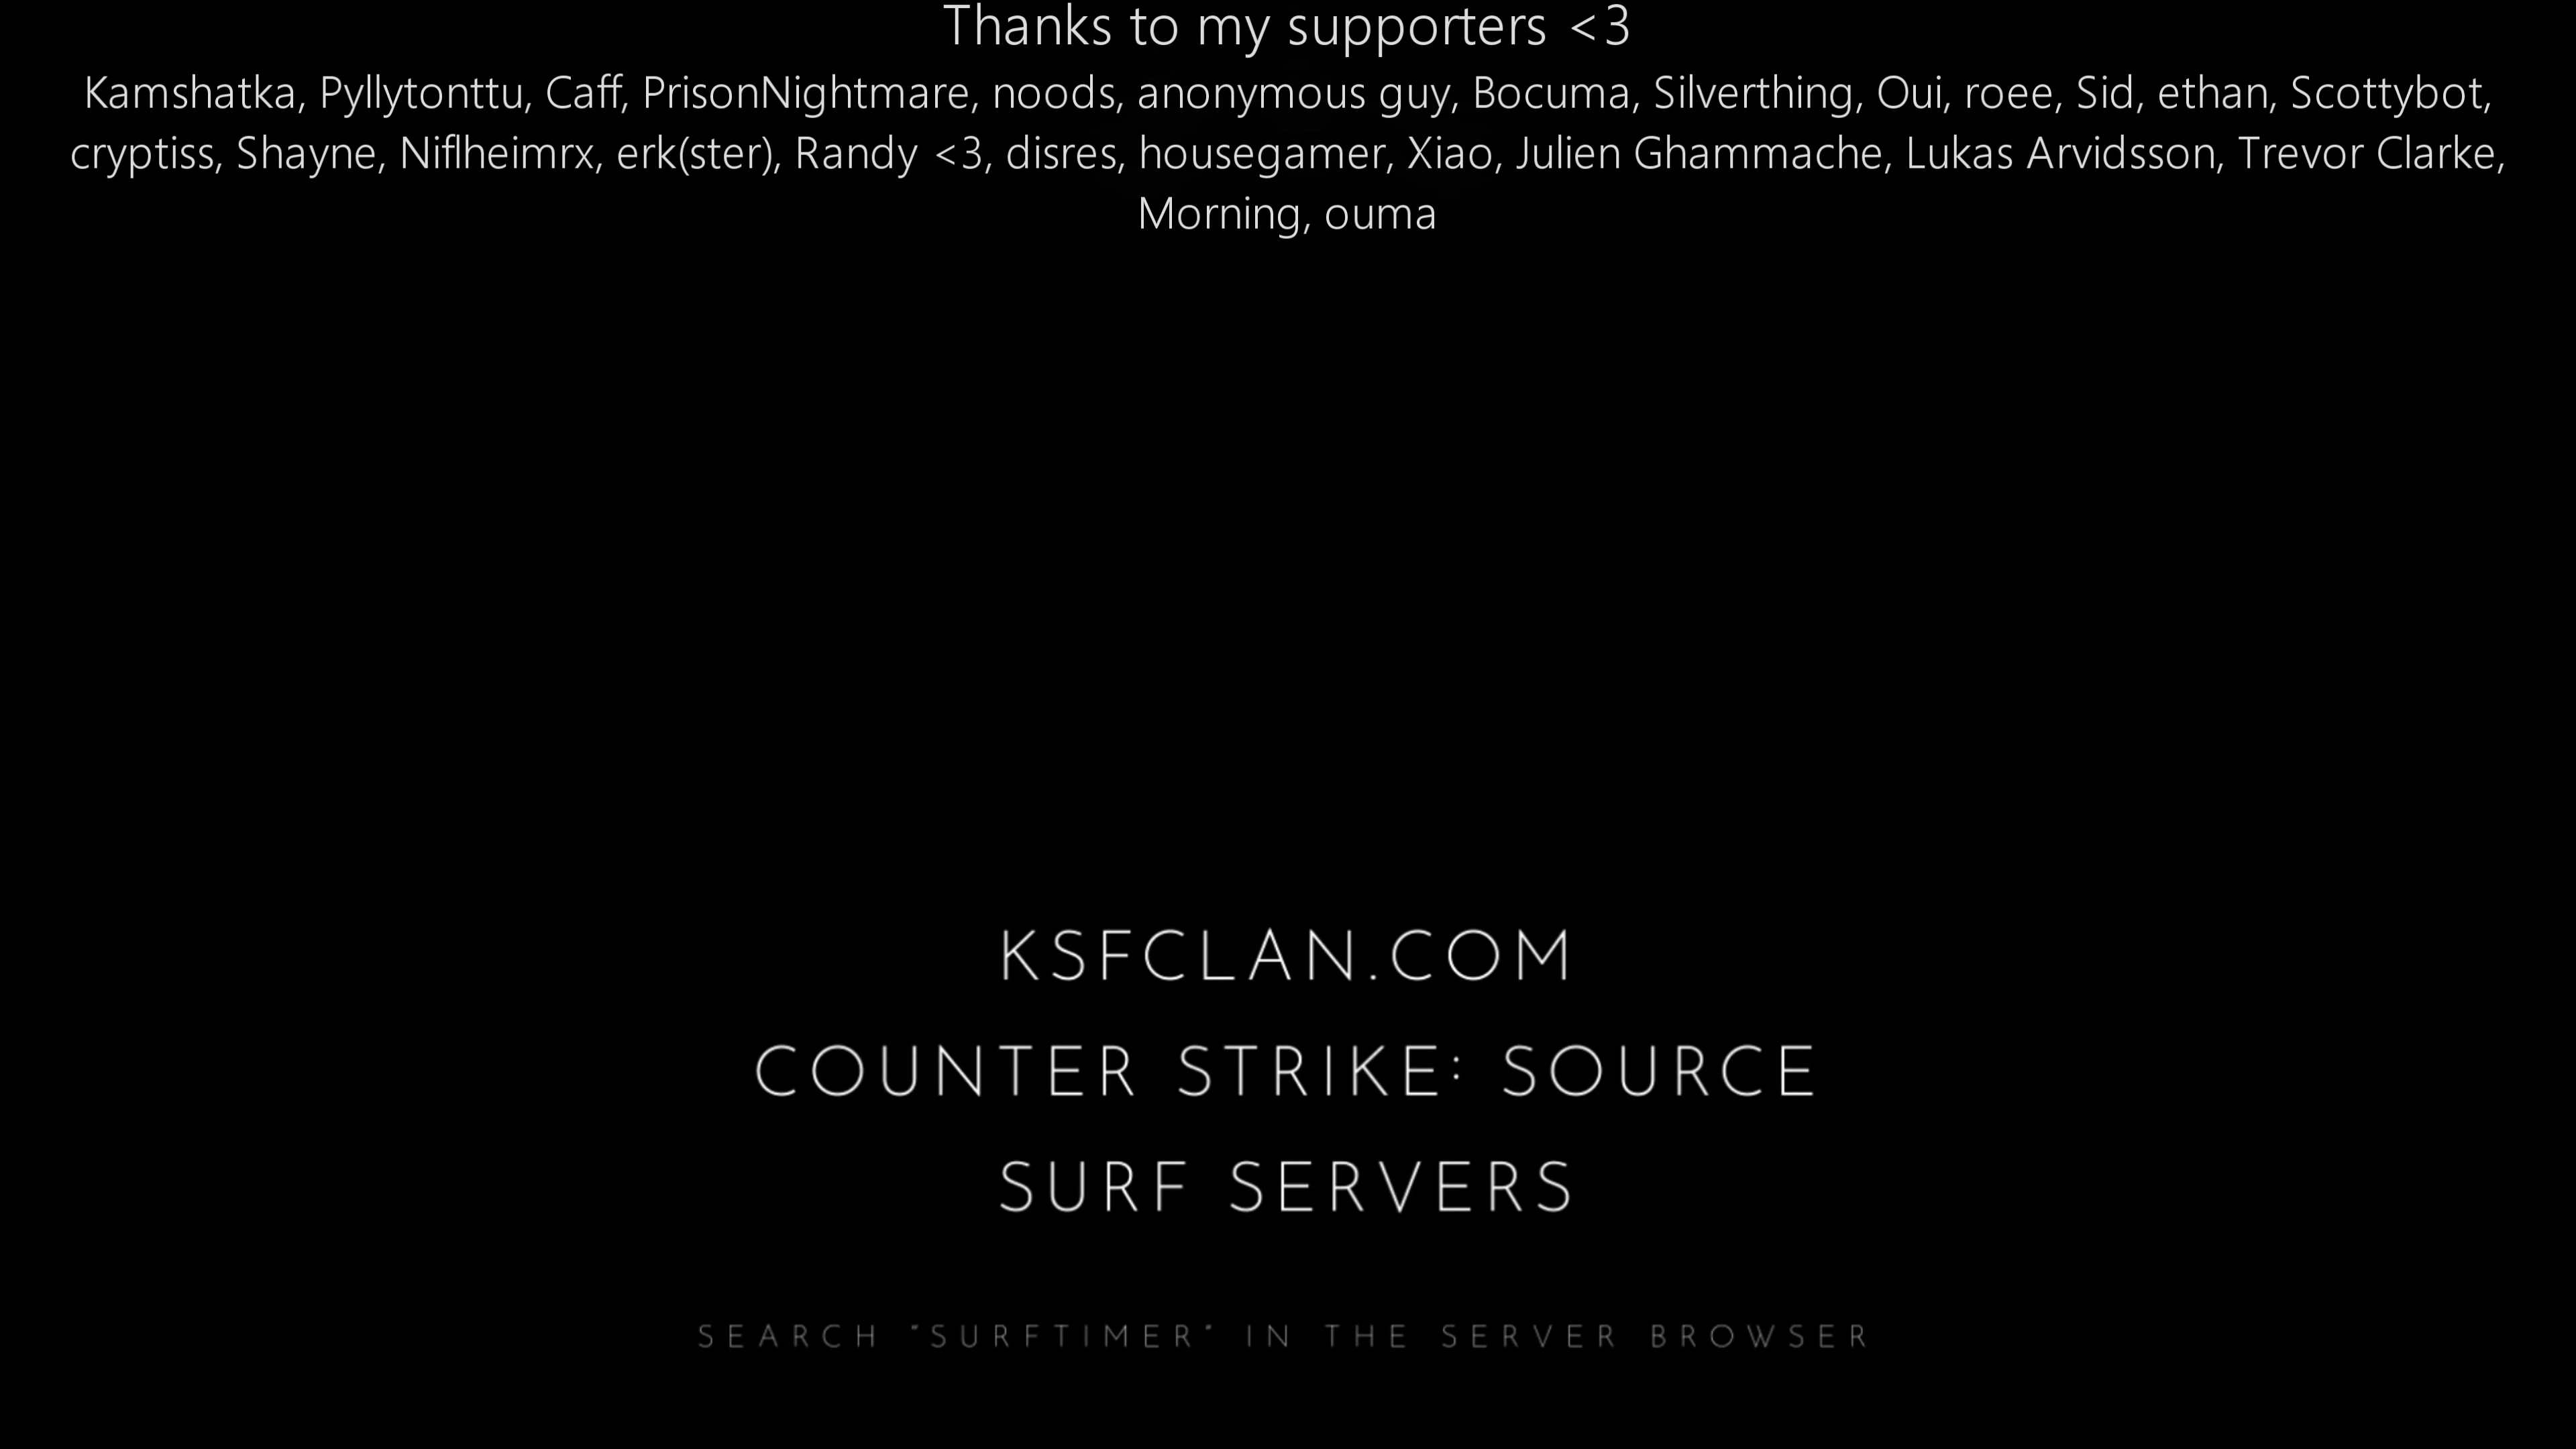 Thanks to my supporters <3
Kamshatka, Pyllytonttu, Caff, PrisonNightmare, noods, anonymous guy, Bocuma, Silverthing, Oui, roee, Sid, ethan, Scottybot,
cryptiss, Shayne, Niflheimrx, erk(ster), Randy <3, disres, housegamer, Xiao, Julien Ghammache, Lukas Arvidsson, Trevor Clarke,
Morning, ouma
KSFCLAN.COM
COUNTER STRIKE: SOURCE
SURF SERVERS
SEARCH "SURFTIMER" IN THE SERVER BROWSER